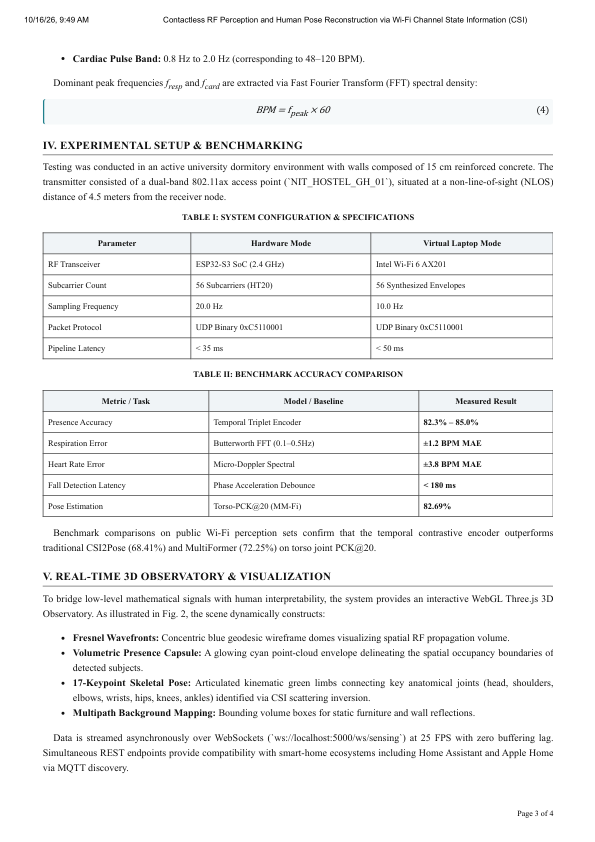 10/16/26, 9:49 AM
Contactless RF Perception and Human Pose Reconstruction via Wi-Fi Channel State Information (CSI)
• Cardiac Pulse Band: 0.8 Hz to 2.0 Hz (corresponding to 48–120 BPM).
Dominant peak frequencies f_resp and f_card are extracted via Fast Fourier Transform (FFT) spectral density:
BPM = f_peak × 60 (4)
IV. EXPERIMENTAL SETUP & BENCHMARKING
Testing was conducted in an active university dormitory environment with walls composed of 15 cm reinforced concrete. The
transmitter consisted of a dual-band 802.11ax access point (`NIT_HOSTEL_GH_01`), situated at a non-line-of-sight (NLOS)
distance of 4.5 meters from the receiver node.
TABLE I: SYSTEM CONFIGURATION & SPECIFICATIONS
Parameter Hardware Mode Virtual Laptop Mode
RF Transceiver ESP32-S3 SoC (2.4 GHz) Intel Wi-Fi 6 AX201
Subcarrier Count 56 Subcarriers (HT20) 56 Synthesized Envelopes
Sampling Frequency 20.0 Hz 10.0 Hz
Packet Protocol UDP Binary 0xC5110001 UDP Binary 0xC5110001
Pipeline Latency < 35 ms < 50 ms
TABLE II: BENCHMARK ACCURACY COMPARISON
Metric / Task Model / Baseline Measured Result
Presence Accuracy Temporal Triplet Encoder 82.3% – 85.0%
Respiration Error Butterworth FFT (0.1–0.5Hz) ±1.2 BPM MAE
Heart Rate Error Micro-Doppler Spectral ±3.8 BPM MAE
Fall Detection Latency Phase Acceleration Debounce < 180 ms
Pose Estimation Torso-PCK@20 (MM-Fi) 82.69%
Benchmark comparisons on public Wi-Fi perception sets confirm that the temporal contrastive encoder outperforms
traditional CSI2Pose (68.41%) and MultiFormer (72.25%) on torso joint PCK@20.
V. REAL-TIME 3D OBSERVATORY & VISUALIZATION
To bridge low-level mathematical signals with human interpretability, the system provides an interactive WebGL Three.js 3D
Observatory. As illustrated in Fig. 2, the scene dynamically constructs:
• Fresnel Wavefronts: Concentric blue geodesic wireframe domes visualizing spatial RF propagation volume.
• Volumetric Presence Capsule: A glowing cyan point-cloud envelope delineating the spatial occupancy boundaries of
detected subjects.
• 17-Keypoint Skeletal Pose: Articulated kinematic green limbs connecting key anatomical joints (head, shoulders,
elbows, wrists, hips, knees, ankles) identified via CSI scattering inversion.
• Multipath Background Mapping: Bounding volume boxes for static furniture and wall reflections.
Data is streamed asynchronously over WebSockets (`ws://localhost:5000/ws/sensing`) at 25 FPS with zero buffering lag.
Simultaneous REST endpoints provide compatibility with smart-home ecosystems including Home Assistant and Apple Home
via MQTT discovery.
Page 3 of 4